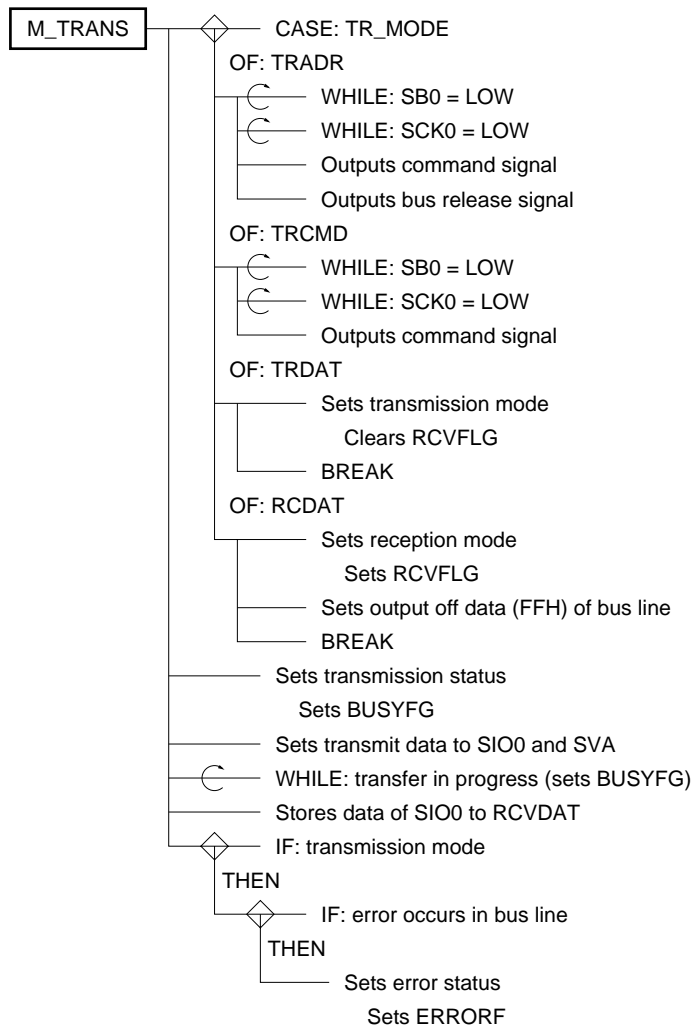 M_TRANS
CASE: TR_MODE
OF: TRADR
WHILE: SB0 = LOW
WHILE: SCK0 = LOW
Outputs command signal
Outputs bus release signal
OF: TRCMD
WHILE: SB0 = LOW
WHILE: SCK0 = LOW
Outputs command signal
OF: TRDAT
Sets transmission mode
Clears RCVFLG
BREAK
OF: RCDAT
Sets reception mode
Sets RCVFLG
Sets output off data (FFH) of bus line
BREAK
Sets transmission status
Sets BUSYFG
Sets transmit data to SIO0 and SVA
WHILE: transfer in progress (sets BUSYFG)
Stores data of SIO0 to RCVDAT
IF: transmission mode
THEN
IF: error occurs in bus line
THEN
Sets error status
Sets ERRORF